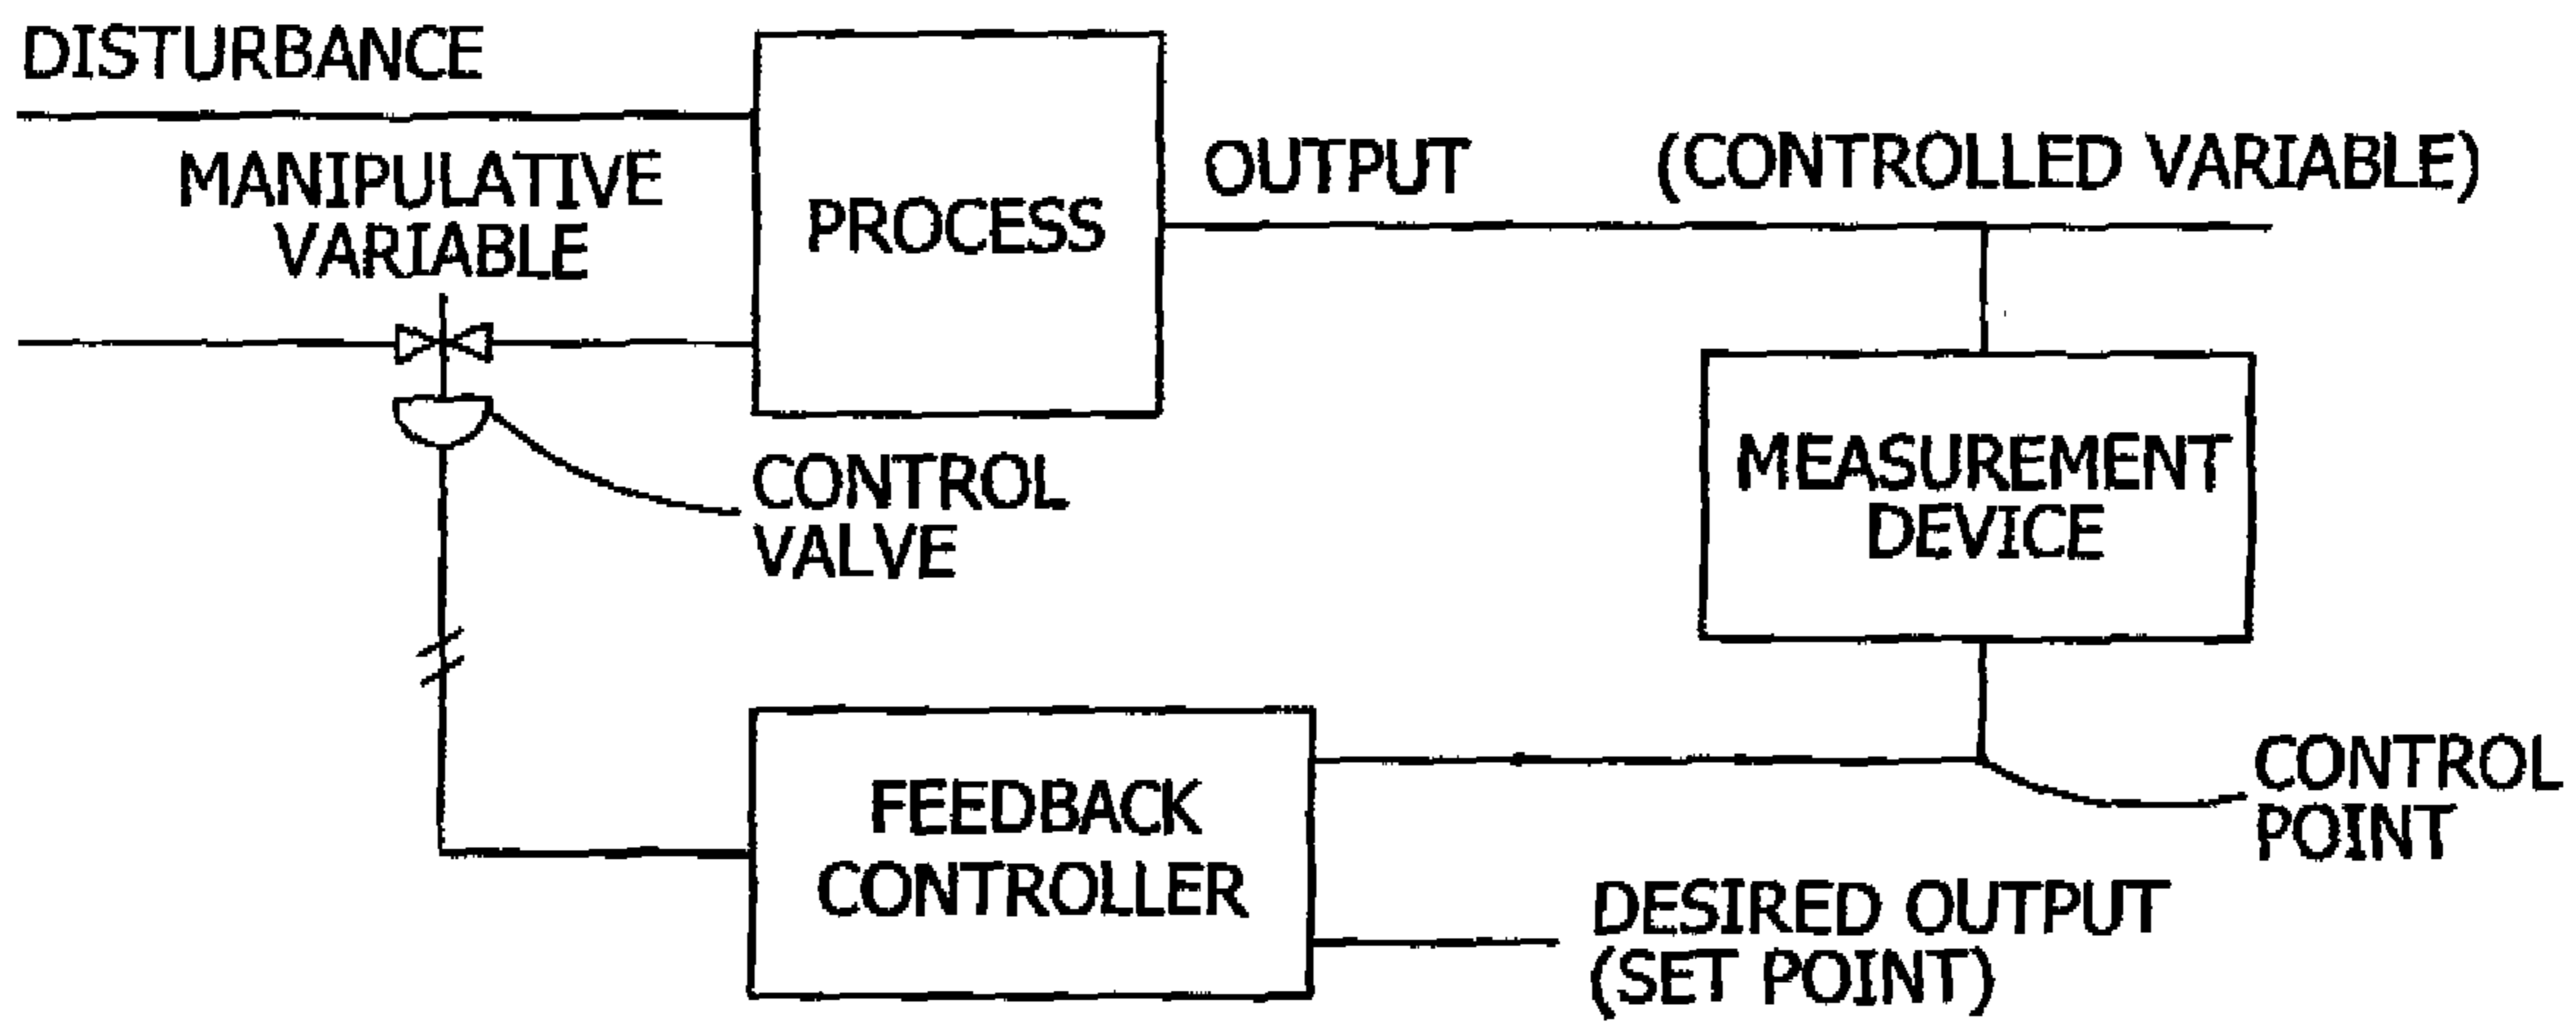 DISTURBANCE
MANIPULATIVE
VARIABLE
PROCESS
OUTPUT
(CONTROLLED VARIABLE)
CONTROL
VALVE
MEASUREMENT
DEVICE
FEEDBACK
CONTROLLER
CONTROL
POINT
DESIRED OUTPUT
(SET POINT)